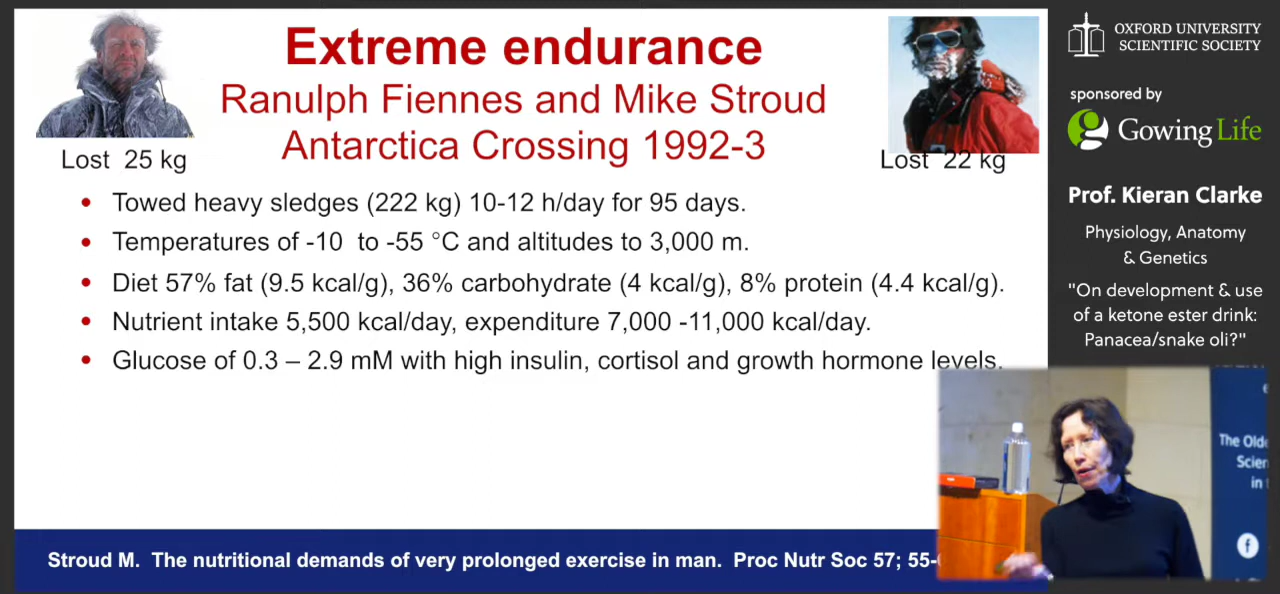 Extreme endurance
Ranulph Fiennes and Mike Stroud
Antarctica Crossing 1992-3
Lost 25 kg
Lost 22 kg
• Towed heavy sledges (222 kg) 10-12 h/day for 95 days.
• Temperatures of -10 to -55 °C and altitudes to 3,000 m.
• Diet 57% fat (9.5 kcal/g), 36% carbohydrate (4 kcal/g), 8% protein (4.4 kcal/g).
• Nutrient intake 5,500 kcal/day, expenditure 7,000 -11,000 kcal/day.
• Glucose of 0.3 – 2.9 mM with high insulin, cortisol and growth hormone levels.
Stroud M. The nutritional demands of very prolonged exercise in man. Proc Nutr Soc 57; 55-
OXFORD UNIVERSITY
SCIENTIFIC SOCIETY
sponsored by
Gowing Life
Prof. Kieran Clarke
Physiology, Anatomy
& Genetics
"On development & use
of a ketone ester drink:
Panacea/snake oli?"
The Olde
Scien
in
f